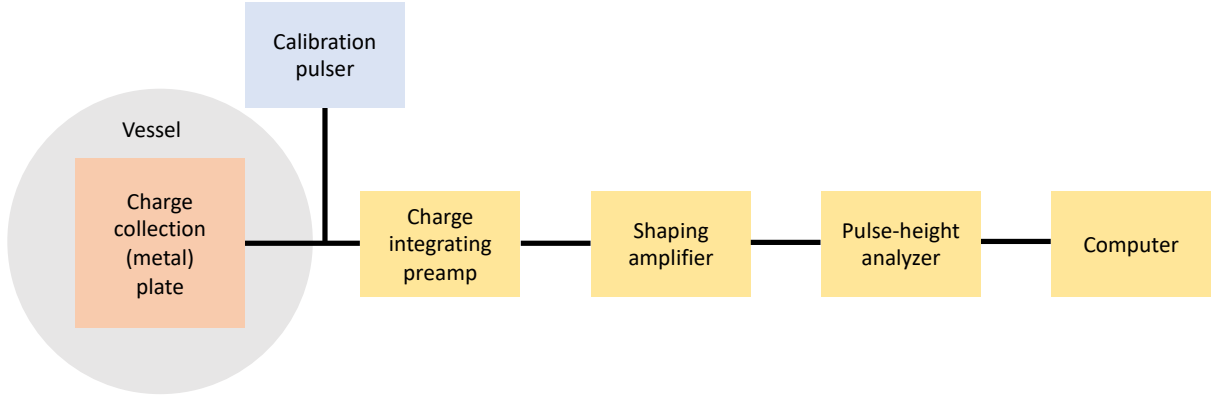 Calibration
pulser
Vessel
Charge
collection
(metal)
plate
Charge
integrating
preamp
Shaping
amplifier
Pulse-height
analyzer
Computer